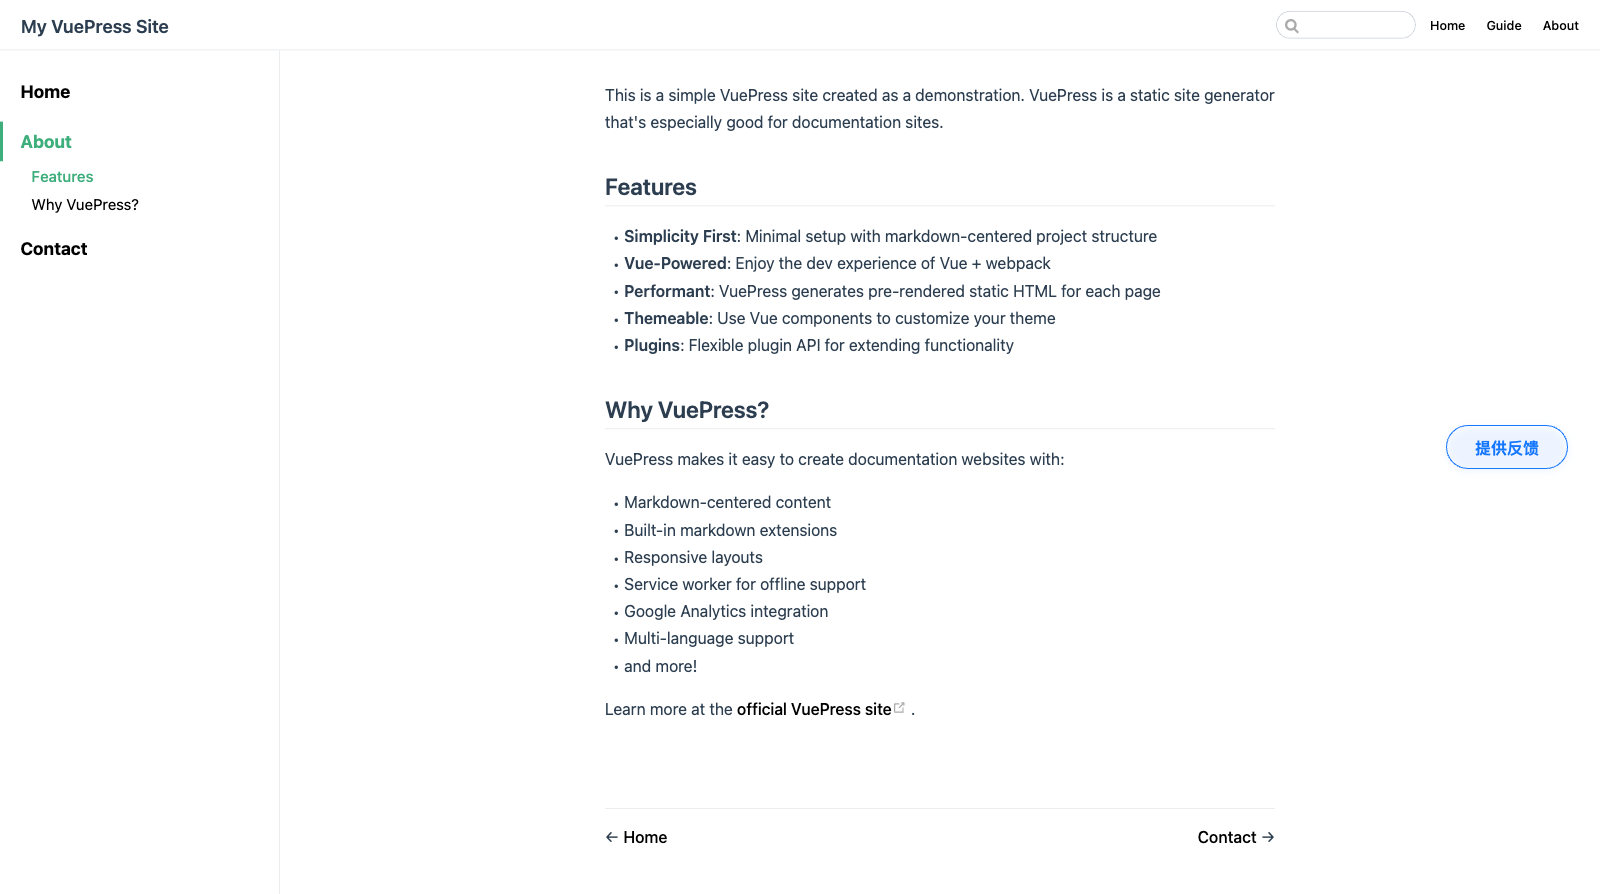 My VuePress Site
Home
Guide
About
Home
About
Features
Why VuePress?
Contact
This is a simple VuePress site created as a demonstration. VuePress is a static site generator
that's especially good for documentation sites.
Features
• Simplicity First: Minimal setup with markdown-centered project structure
• Vue-Powered: Enjoy the dev experience of Vue + webpack
• Performant: VuePress generates pre-rendered static HTML for each page
• Themeable: Use Vue components to customize your theme
• Plugins: Flexible plugin API for extending functionality
Why VuePress?
VuePress makes it easy to create documentation websites with:
• Markdown-centered content
• Built-in markdown extensions
• Responsive layouts
• Service worker for offline support
• Google Analytics integration
• Multi-language support
• and more!
Learn more at the official VuePress site .
提供反馈
← Home
Contact →